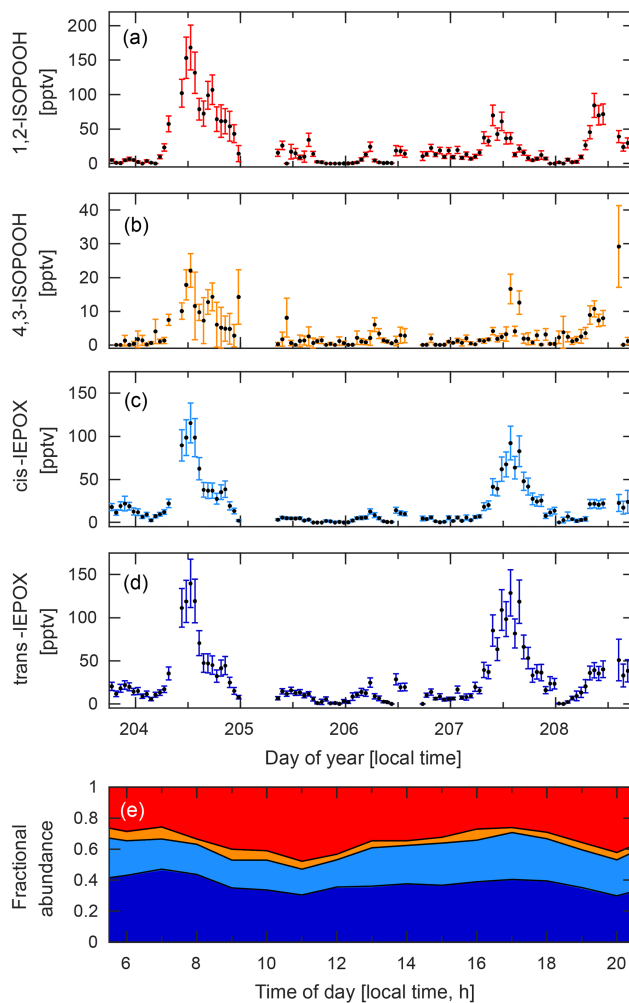 (a)
1,2-ISOPOOH
[pptv]
200
150
100
50
0
(b)
4,3-ISOPOOH
[pptv]
40
30
20
10
0
(c)
cis-IEPOX
[pptv]
150
100
50
0
(d)
trans-IEPOX
[pptv]
150
100
50
0
204 205 206 207 208
Day of year [local time]
(e)
Fractional
abundance
1
0.8
0.6
0.4
0.2
0
6 8 10 12 14 16 18 20
Time of day [local time, h]